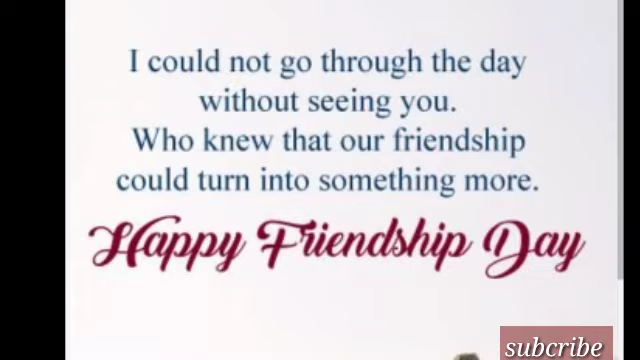 I could not go through the day
without seeing you.
Who knew that our friendship
could turn into something more.
Happy Friendship Day
subcribe